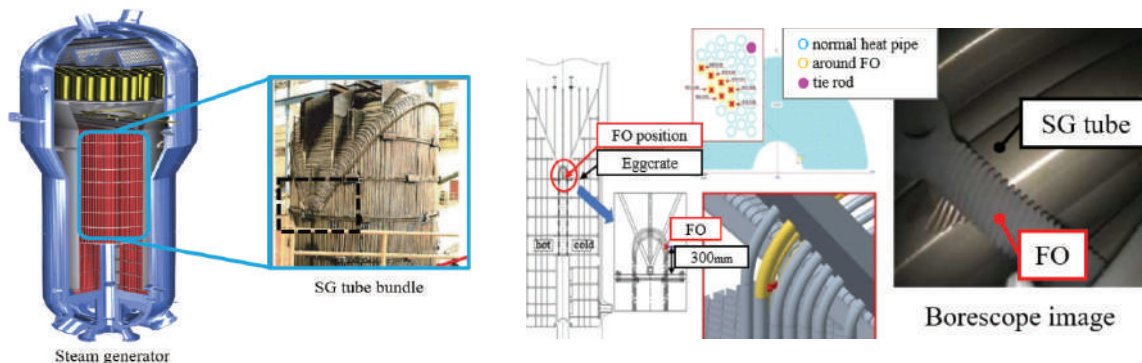 SG tube bundle
Steam generator
normal heat pipe
around FO
tie rod
FO position
Eggcrate
hot
cold
FO
300mm
SG tube
FO
Borescope image